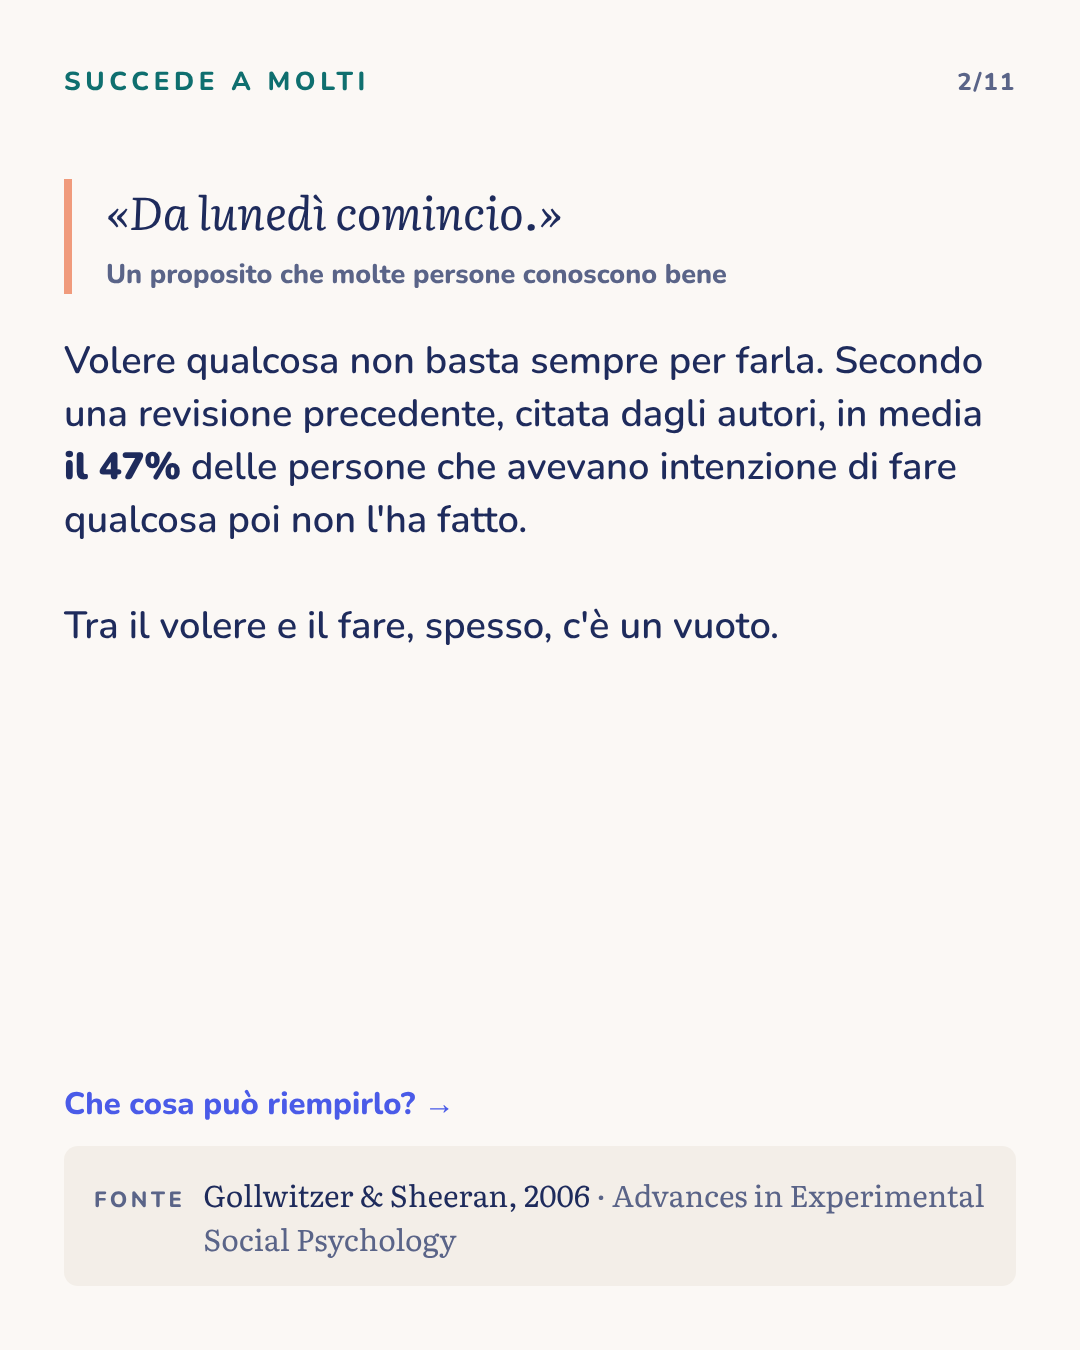 SUCCEDE A MOLTI
2/11
«Da lunedì comincio.»
Un proposito che molte persone conoscono bene
Volere qualcosa non basta sempre per farla. Secondo
una revisione precedente, citata dagli autori, in media
il 47% delle persone che avevano intenzione di fare
qualcosa poi non l'ha fatto.
Tra il volere e il fare, spesso, c'è un vuoto.
Che cosa può riempirlo? →
FONTE Gollwitzer & Sheeran, 2006 · Advances in Experimental
Social Psychology